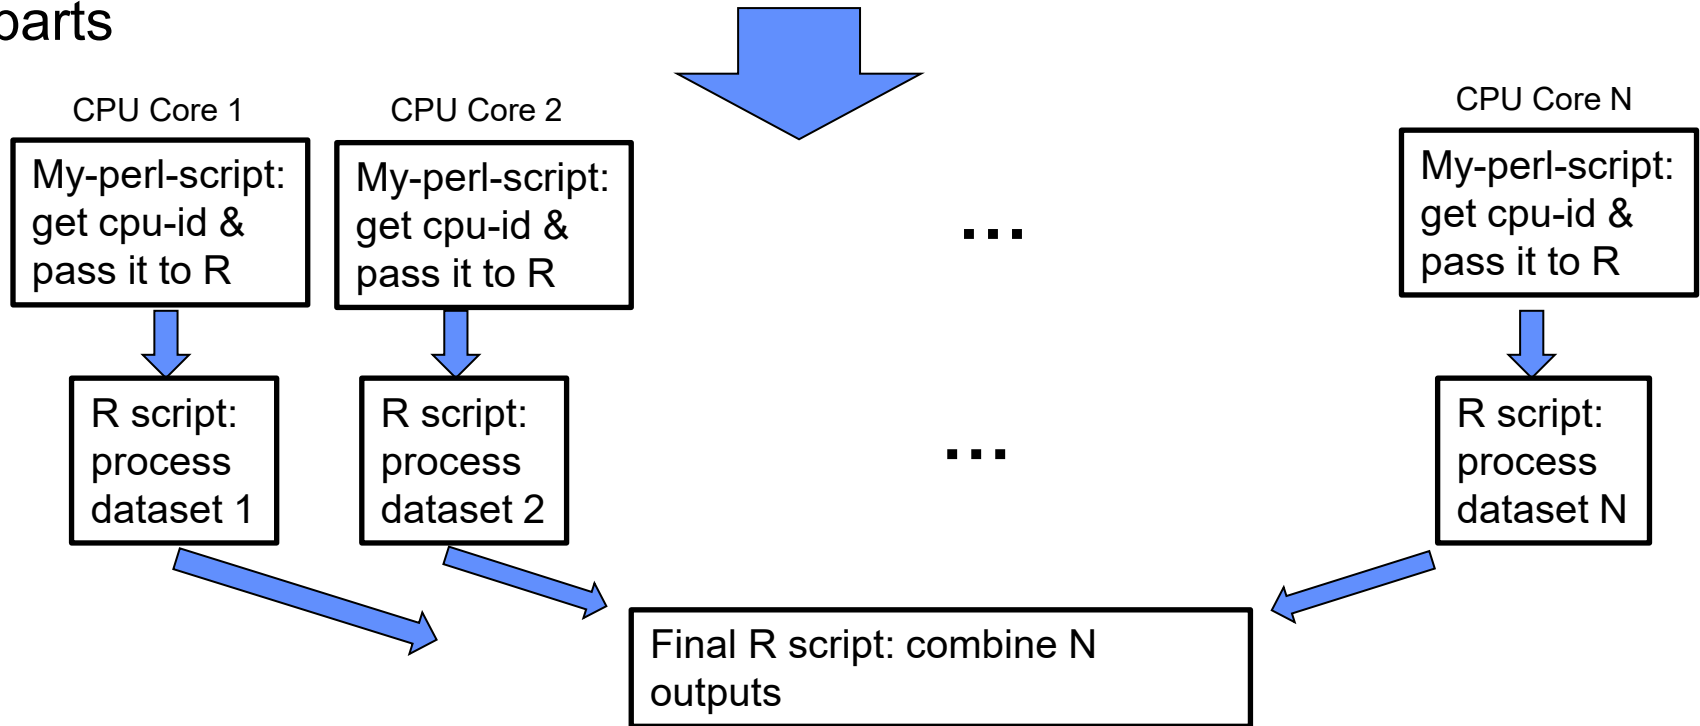 parts
CPU Core 1
CPU Core 2
CPU Core N
My-perl-script:
get cpu-id &
pass it to R
My-perl-script:
get cpu-id &
pass it to R
...
My-perl-script:
get cpu-id &
pass it to R
R script:
process
dataset 1
R script:
process
dataset 2
...
R script:
process
dataset N
Final R script: combine N
outputs